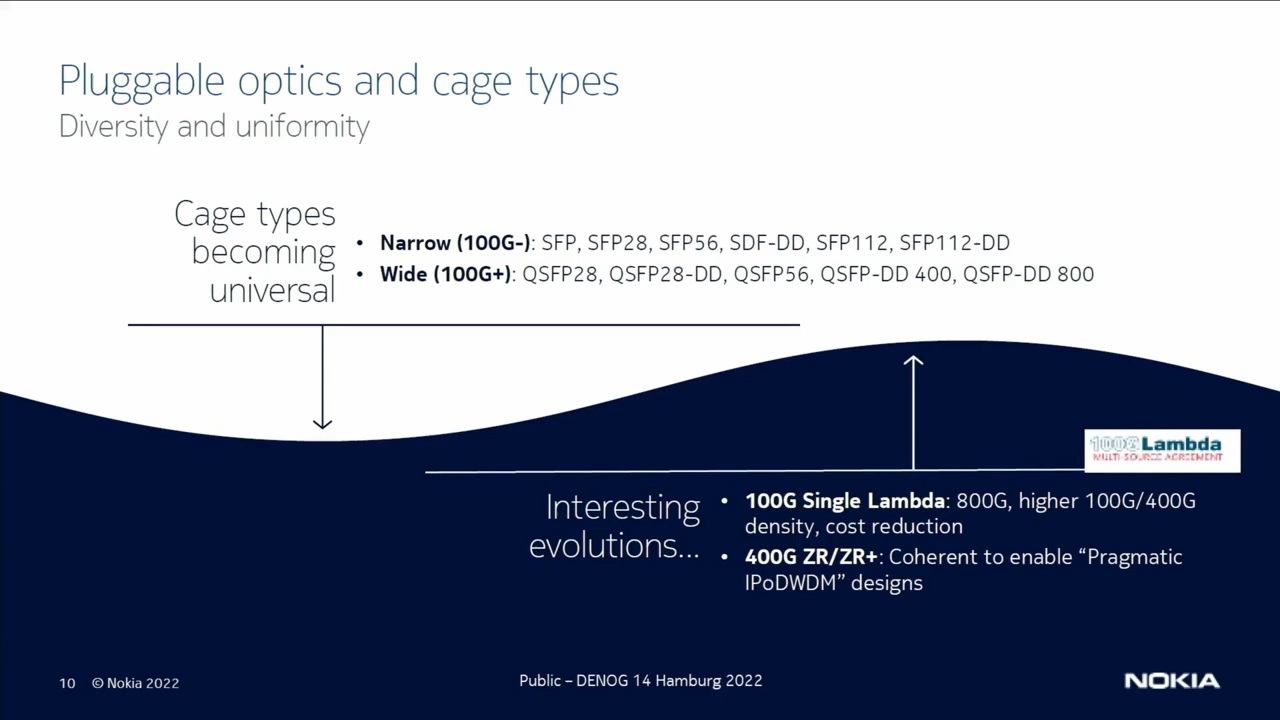 Pluggable optics and cage types
Diversity and uniformity
Cage types
becoming
universal
• Narrow (100G-): SFP, SFP28, SFP56, SDF-DD, SFP112, SFP112-DD
• Wide (100G+): QSFP28, QSFP28-DD, QSFP56, QSFP-DD 400, QSFP-DD 800
100G Lambda
MULTI-SOURCE AGREEMENT
Interesting
evolutions...
• 100G Single Lambda: 800G, higher 100G/400G
density, cost reduction
• 400G ZR/ZR+: Coherent to enable “Pragmatic
IPoDWDM” designs
10 © Nokia 2022
Public – DENOG 14 Hamburg 2022
NOKIA